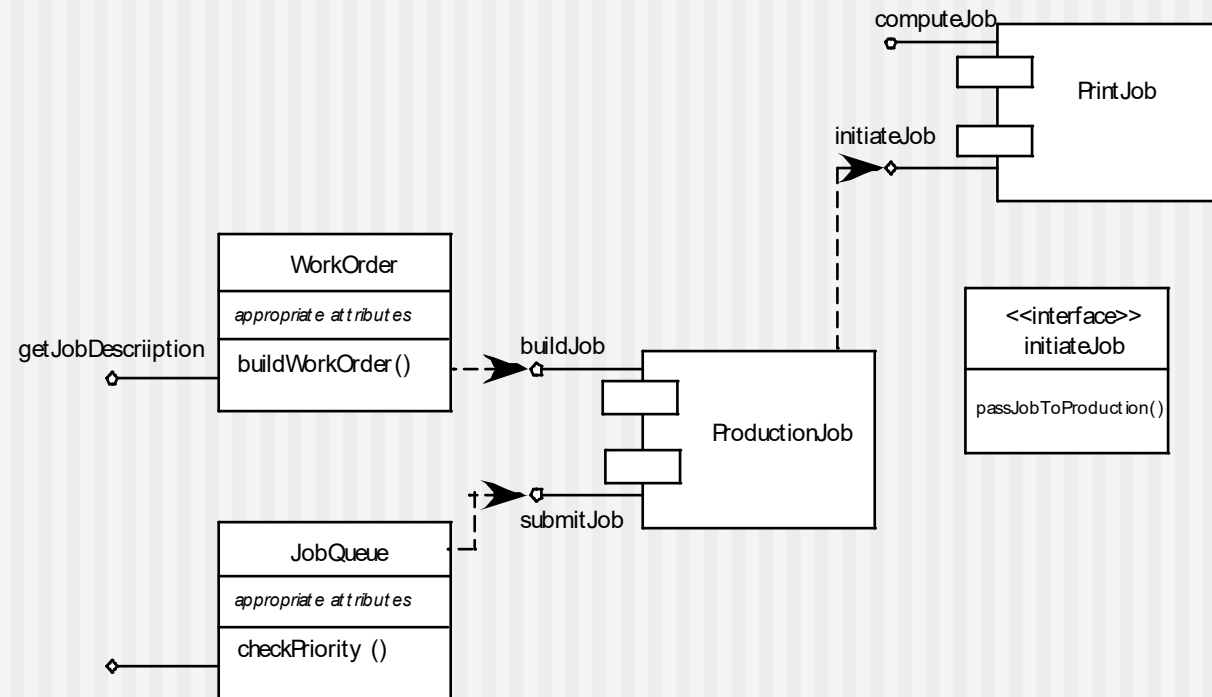 computeJob
PrintJob
initiateJob
WorkOrder
appropriate attributes
getJobDescriiption
buildWorkOrder()
buildJob
<<interface>>
initiateJob
passJobToProduction()
ProductionJob
submitJob
JobQueue
appropriate attributes
checkPriority ()